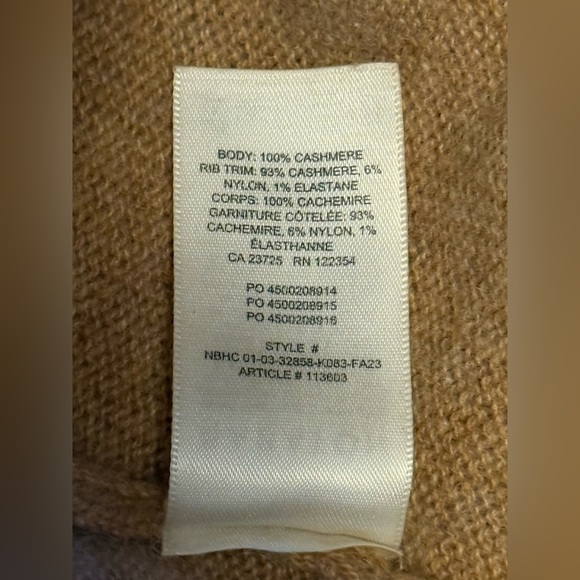 BODY: 100% CASHMERE
RIB TRIM: 93% CASHMERE, 6%
NYLON, 1% ELASTANE
CORPS: 100% CACHEMIRE
GARNITURE CÔTELÉE: 93%
CACHEMIRE, 6% NYLON, 1%
ÉLASTHANNE
CA 23725 RN 122354
PO 4500208914
PO 4500208915
PO 4500208916
STYLE #
NBHC 01-03-32858-K083-FA23
ARTICLE # 113603